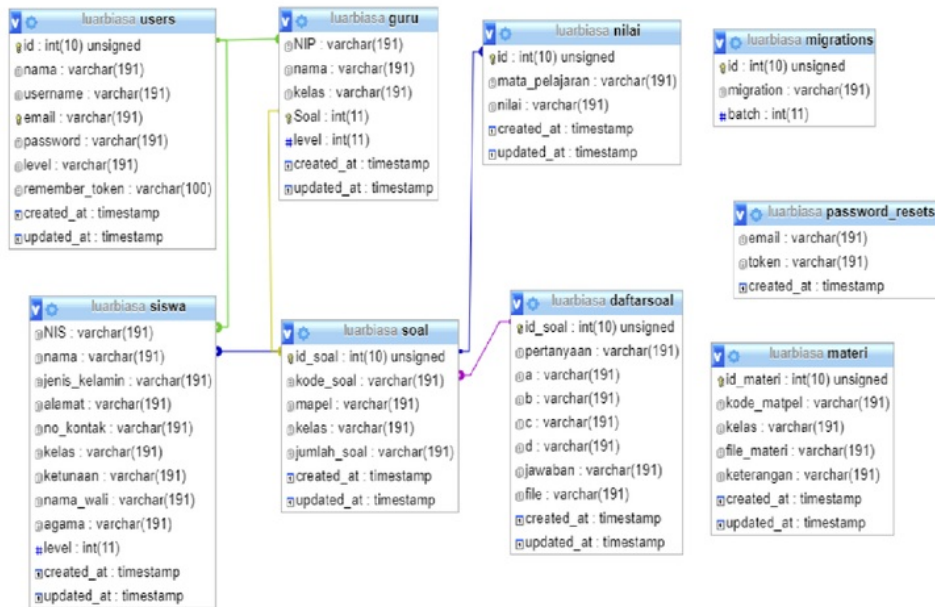 luarbiasa users
id : int(10) unsigned
nama : varchar(191)
username : varchar(191)
email : varchar(191)
password : varchar(191)
level : varchar(191)
remember_token : varchar(100)
created_at : timestamp
updated_at : timestamp
luarbiasa guru
NIP : varchar(191)
nama : varchar(191)
kelas : varchar(191)
Soal : int(11)
level : int(11)
created_at : timestamp
updated_at : timestamp
luarbiasa nilai
id : int(10) unsigned
mata_pelajaran : varchar(191)
nilai : varchar(191)
created_at : timestamp
updated_at : timestamp
luarbiasa migrations
id : int(10) unsigned
migration : varchar(191)
batch : int(11)
luarbiasa password_resets
email : varchar(191)
token : varchar(191)
created_at : timestamp
luarbiasa siswa
NIS : varchar(191)
nama : varchar(191)
jenis_kelamin : varchar(191)
alamat : varchar(191)
no_kontak : varchar(191)
kelas : varchar(191)
ketunaan : varchar(191)
nama_wali : varchar(191)
agama : varchar(191)
level : int(11)
created_at : timestamp
updated_at : timestamp
luarbiasa soal
id_soal : int(10) unsigned
kode_soal : varchar(191)
mapel : varchar(191)
kelas : varchar(191)
jumlah_soal : varchar(191)
created_at : timestamp
updated_at : timestamp
luarbiasa daftarsoal
id_soal : int(10) unsigned
pertanyaan : varchar(191)
a : varchar(191)
b : varchar(191)
c : varchar(191)
d : varchar(191)
jawaban : varchar(191)
file : varchar(191)
created_at : timestamp
updated_at : timestamp
luarbiasa materi
id_materi : int(10) unsigned
kode_matpel : varchar(191)
kelas : varchar(191)
file_materi : varchar(191)
keterangan : varchar(191)
created_at : timestamp
updated_at : timestamp